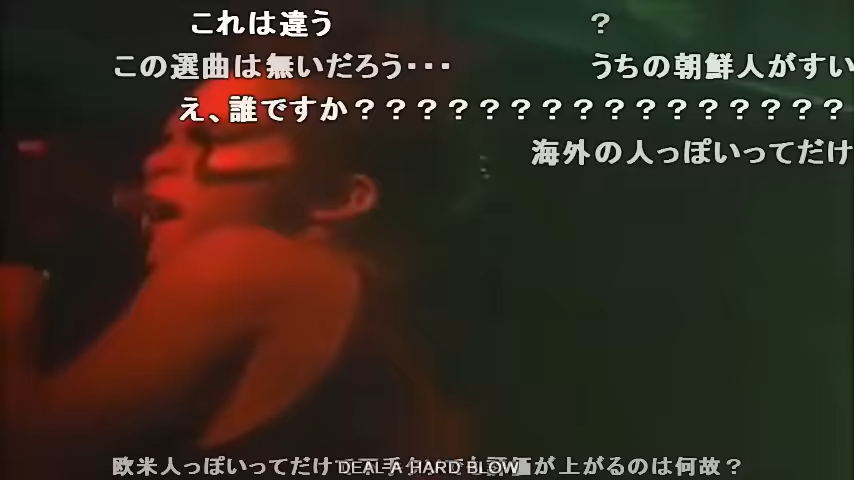 これは違う
?
この選曲は無いだろう・・・
うちの朝鮮人がすい
え、誰ですか????????????????
海外の人っぽいってだけ
欧米人っぽいってだけで 評価が上がるのは何故?
DEAL A HARD BLOW